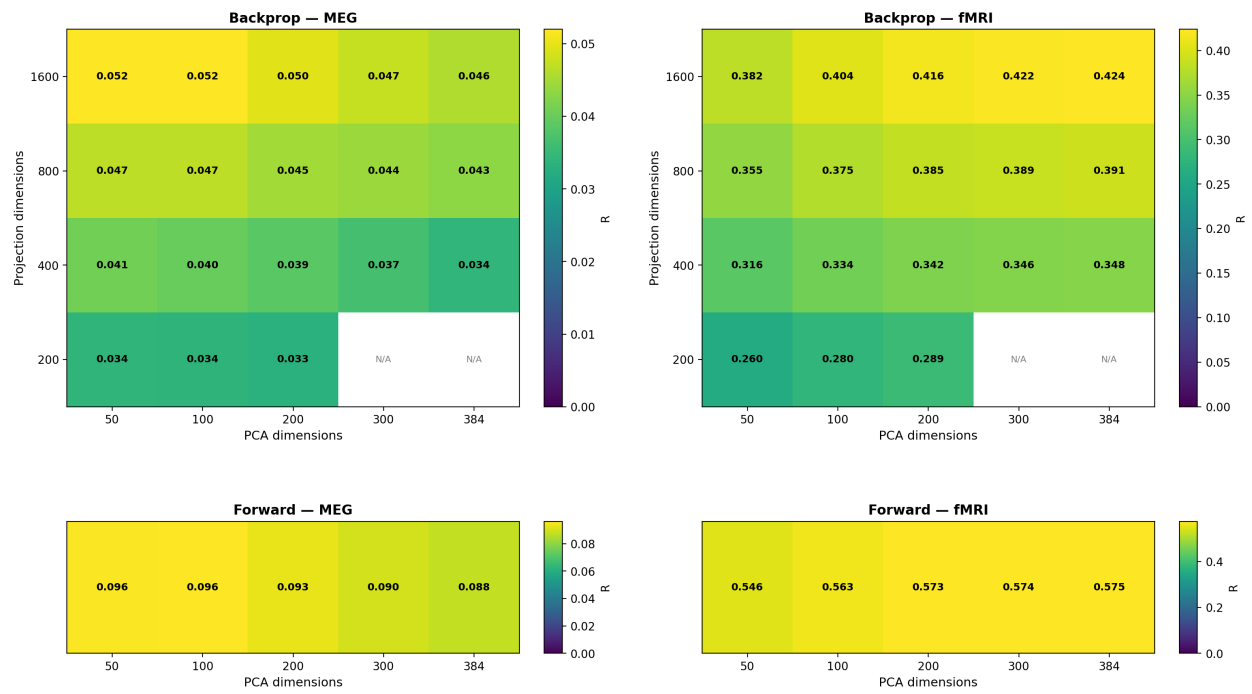 Backprop — MEG
Projection dimensions
1600
0.052 0.052 0.050 0.047 0.046
800
0.047 0.047 0.045 0.044 0.043
400
0.041 0.040 0.039 0.037 0.034
200
0.034 0.034 0.033 N/A N/A
50 100 200 300 384
PCA dimensions
0.05
0.04
0.03
0.02
0.01
0.00
R
Backprop — fMRI
Projection dimensions
1600
0.382 0.404 0.416 0.422 0.424
800
0.355 0.375 0.385 0.389 0.391
400
0.316 0.334 0.342 0.346 0.348
200
0.260 0.280 0.289 N/A N/A
50 100 200 300 384
PCA dimensions
0.40
0.35
0.30
0.25
0.20
0.15
0.10
0.05
0.00
R
Forward — MEG
0.096 0.096 0.093 0.090 0.088
50 100 200 300 384
PCA dimensions
0.08
0.06
0.04
0.02
0.00
R
Forward — fMRI
0.546 0.563 0.573 0.574 0.575
50 100 200 300 384
PCA dimensions
0.4
0.2
0.0
R